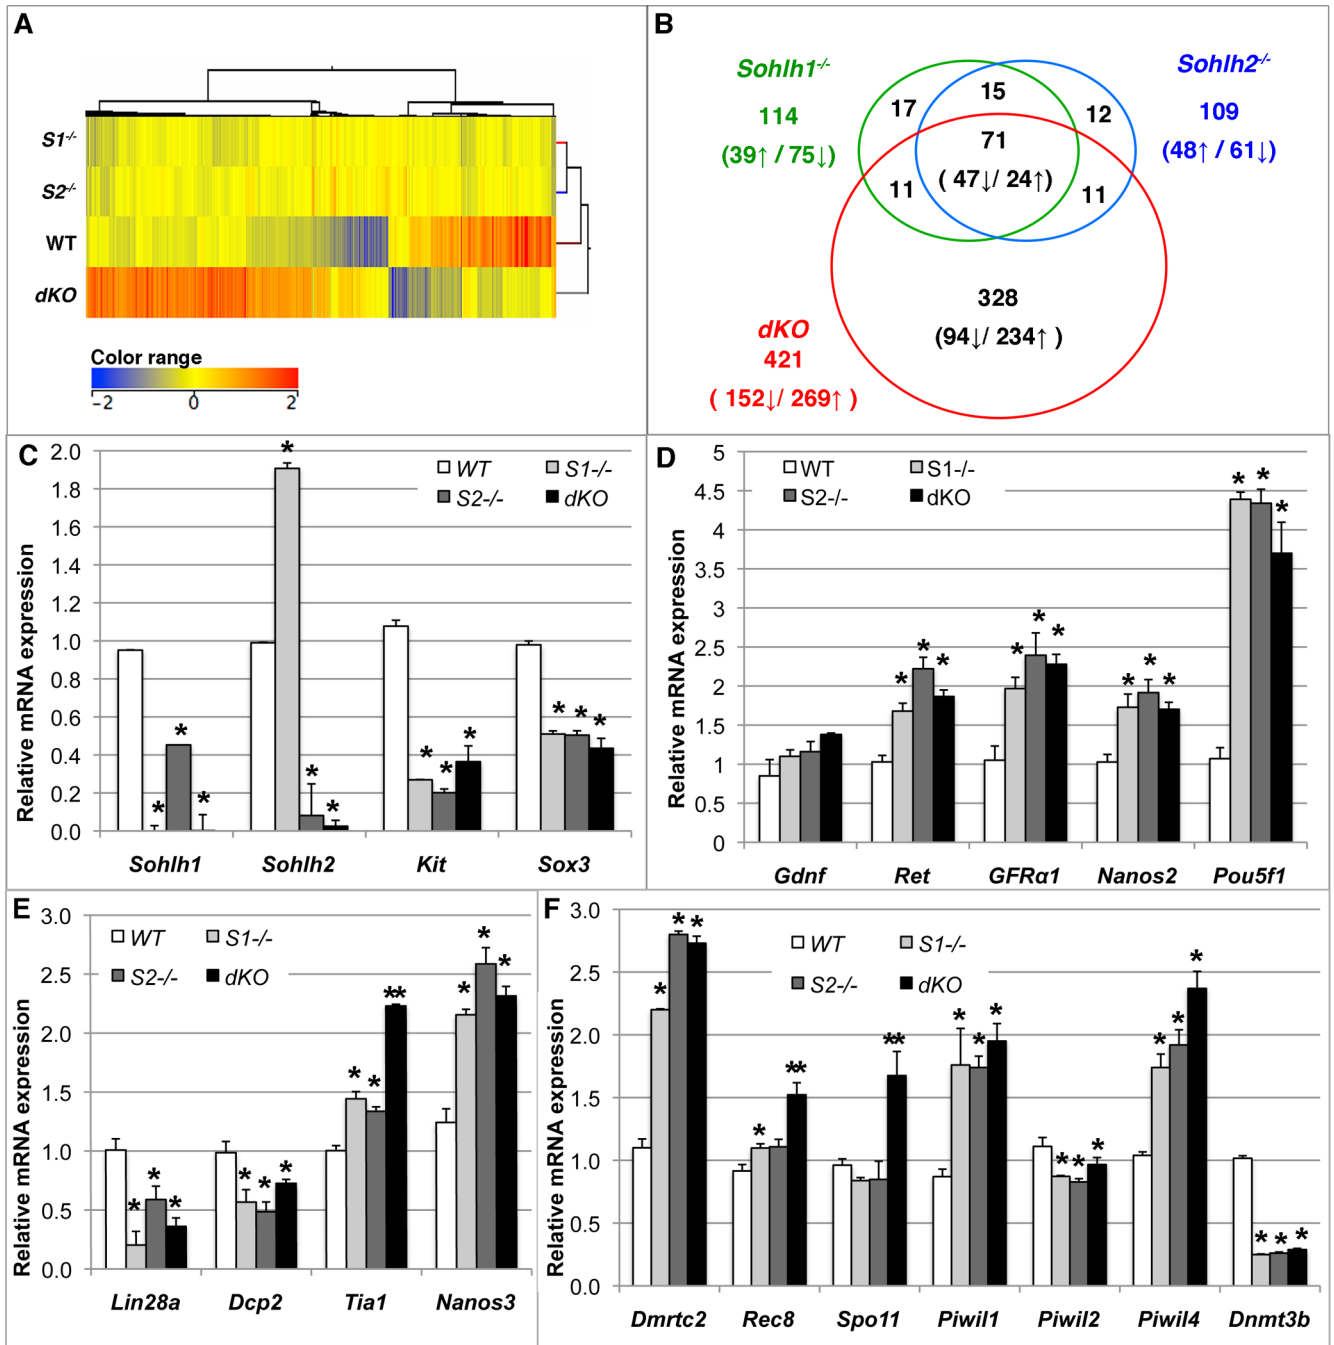 A
S1-/-
S2-/-
WT
dKO
Color range
−2 0 2
B
Sohlh1-/-
114
(39↑ / 75↓)
Sohlh2-/-
109
(48↑ / 61↓)
17 15 12
71
( 47↓/ 24↑)
11 11
328
(94↓/ 234↑ )
dKO
421
( 152↓/ 269↑ )
C
Relative mRNA expression
2.0
1.8
1.6
1.4
1.2
1.0
0.8
0.6
0.4
0.2
0.0
WT S1-/-
S2-/- dKO
* * * * * * * * * * *
Sohlh1 Sohlh2 Kit Sox3
D
Relative mRNA expression
5
4.5
4
3.5
3
2.5
2
1.5
1
0.5
0
WT S1-/-
S2-/- dKO
* * * * * * * * * * * *
Gdnf Ret GFRα1 Nanos2 Pou5f1
E
Relative mRNA expression
3.0
2.5
2.0
1.5
1.0
0.5
0.0
WT S1-/-
S2-/- dKO
* * * * * * * * ** * * *
Lin28a Dcp2 Tia1 Nanos3
F
Relative mRNA expression
3.0
2.5
2.0
1.5
1.0
0.5
0.0
WT S1-/-
S2-/- dKO
* * * * ** ** * * * * * * * * * * * *
Dmrtc2 Rec8 Spo11 Piwil1 Piwil2 Piwil4 Dnmt3b